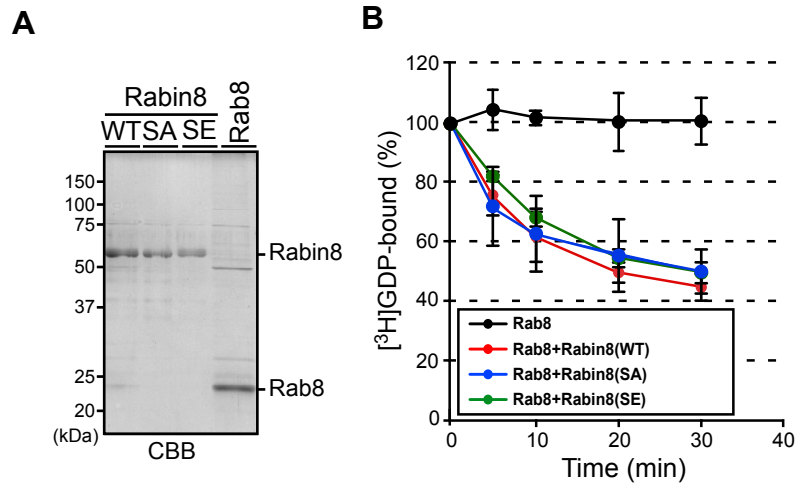 A
Rabin8
WT SA SE Rab8
150
100
75
50
37
25
20
(kDa)
Rabin8
Rab8
CBB
B
120
100
80
60
40
20
0
[³H]GDP-bound (%)
Rab8
Rab8+Rabin8(WT)
Rab8+Rabin8(SA)
Rab8+Rabin8(SE)
0 10 20 30 40
Time (min)